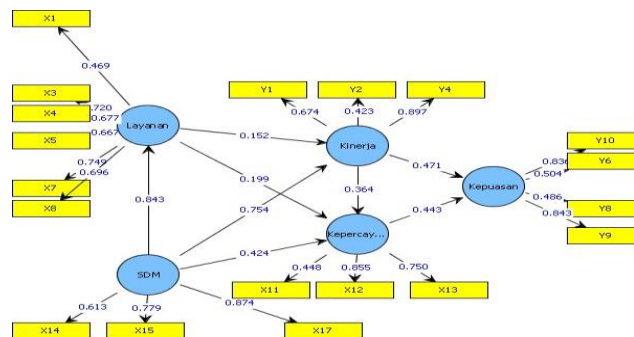 X1
0.469
Y1
Y2
Y4
X3
X4
0.720
0.677
0.674
0.423
0.897
X5
0.667
Layanan
0.152
Kinerja
Y10
Y6
0.836
0.504
X7
X8
0.749
0.696
0.199
0.471
Kepuasan
0.364
0.843
0.754
0.443
0.486
0.843
Y8
Y9
0.424
Kepercay...
SDM
0.448
0.855
0.750
X11
X12
X13
0.613
0.779
0.874
X14
X15
X17